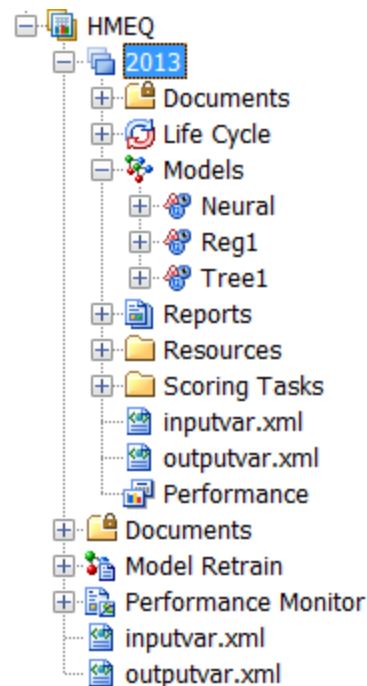 HMEQ
2013
Documents
Life Cycle
Models
Neural
Reg1
Tree1
Reports
Resources
Scoring Tasks
inputvar.xml
outputvar.xml
Performance
Documents
Model Retrain
Performance Monitor
inputvar.xml
outputvar.xml